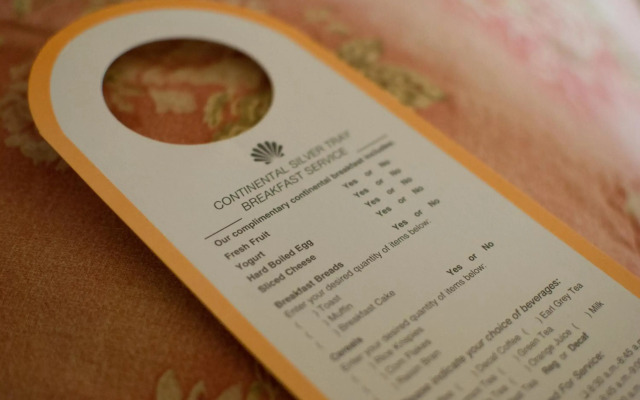 CONTINENTAL SILVER TRAY
BREAKFAST SERVICE
Our complimentary continental breakfast includes:
Fresh Fruit Yes or No
Yogurt Yes or No
Hard Boiled Egg Yes or No
Sliced Cheese Yes or No
Breakfast Breads
Enter your desired quantity of items below:
( ) Toast
( ) Muffin
( ) Breakfast Cake
Cereals Yes or No
Enter your desired quantity of items below:
( ) Rice Krispies
) Corn Flakes
) Raisin Bran
indicate your choice of beverages:
Decaf Coffee ( ) Earl Grey Tea
Tea ( ) Green Tea
Tea ( ) Orange Juice ( ) Milk
Reg or Decaf
For Service: